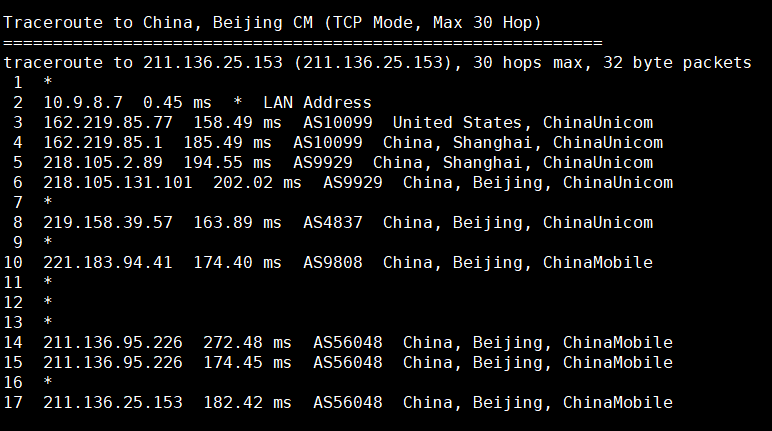 Traceroute to China, Beijing CM (TCP Mode, Max 30 Hop)
============================================================
traceroute to 211.136.25.153 (211.136.25.153), 30 hops max, 32 byte packets
 1  *
 2  10.9.8.7  0.45 ms  *  LAN Address
 3  162.219.85.77  158.49 ms  AS10099  United States, ChinaUnicom
 4  162.219.85.1  185.49 ms  AS10099  China, Shanghai, ChinaUnicom
 5  218.105.2.89  194.55 ms  AS9929  China, Shanghai, ChinaUnicom
 6  218.105.131.101  202.02 ms  AS9929  China, Beijing, ChinaUnicom
 7  *
 8  219.158.39.57  163.89 ms  AS4837  China, Beijing, ChinaUnicom
 9  *
10  221.183.94.41  174.40 ms  AS9808  China, Beijing, ChinaMobile
11  *
12  *
13  *
14  211.136.95.226  272.48 ms  AS56048  China, Beijing, ChinaMobile
15  211.136.95.226  174.45 ms  AS56048  China, Beijing, ChinaMobile
16  *
17  211.136.25.153  182.42 ms  AS56048  China, Beijing, ChinaMobile